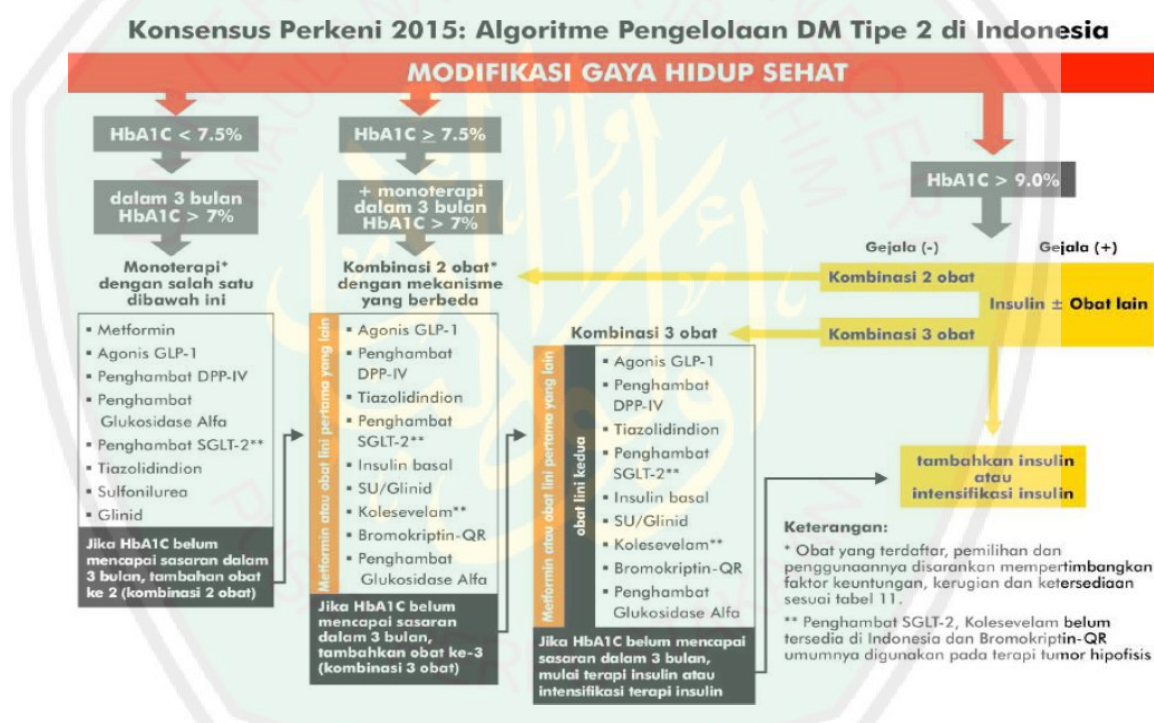 Konsensus Perkeni 2015: Algoritme Pengelolaan DM Tipe 2 di Indonesia
MODIFIKASI GAYA HIDUP SEHAT
HbA1C < 7.5%
dalam 3 bulan
HbA1C > 7%
Monoterapi*
dengan salah satu
dibawah ini
▪ Metformin
▪ Agonis GLP-1
▪ Penghambat DPP-IV
▪ Penghambat
Glukosidase Alfa
▪ Penghambat SGLT-2**
▪ Tiazolidindion
▪ Sulfonilurea
▪ Glinid
Jika HbA1C belum
mencapai sasaran dalam
3 bulan, tambahan obat
ke 2 (kombinasi 2 obat)
HbA1C ≥ 7.5%
+ monoterapi
dalam 3 bulan
HbA1C > 7%
Kombinasi 2 obat*
dengan mekanisme
yang berbeda
Metformin atau obat lini pertama yang lain
▪ Agonis GLP-1
▪ Penghambat
DPP-IV
▪ Tiazolidindion
▪ Penghambat
SGLT-2**
▪ Insulin basal
▪ SU/Glinid
▪ Kolesevelam**
▪ Bromokriptin-QR
▪ Penghambat
Glukosidase Alfa
Jika HbA1C belum
mencapai sasaran
dalam 3 bulan,
tambahkan obat ke-3
(kombinasi 3 obat)
Kombinasi 3 obat
Metformin atau obat lini pertama yang lain
obat lini kedua
▪ Agonis GLP-1
▪ Penghambat
DPP-IV
▪ Tiazolidindion
▪ Penghambat
SGLT-2**
▪ Insulin basal
▪ SU/Glinid
▪ Kolesevelam**
▪ Bromokriptin-QR
▪ Penghambat
Glukosidase Alfa
Jika HbA1C belum mencapai
sasaran dalam 3 bulan,
mulai terapi insulin atau
intensifikasi terapi insulin
HbA1C > 9.0%
Gejala (-)
Gejala (+)
Kombinasi 2 obat
Insulin ± Obat lain
Kombinasi 3 obat
tambahkan insulin
atau
intensifikasi insulin
Keterangan:
* Obat yang terdaftar, pemilihan dan
penggunaannya disarankan mempertimbangkan
faktor keuntungan, kerugian dan ketersediaan
sesuai tabel 11.
** Penghambat SGLT-2, Kolesevelam belum
tersedia di Indonesia dan Bromokriptin-QR
umumnya digunakan pada terapi tumor hipofisis